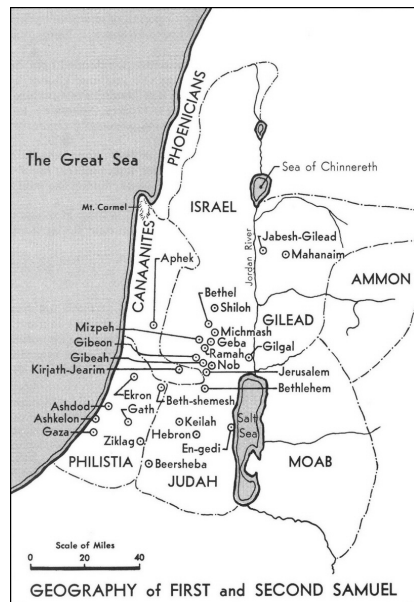 PHOENICIANS
The Great Sea
Sea of Chinnereth
Mt. Carmel
ISRAEL
CANAANITES
Jordan River
Jabesh-Gilead
Mahanaim
Aphek
AMMON
Bethel
Shiloh
GILEAD
Mizpeh
Michmash
Gibeon
Geba
Ramah
Gilgal
Gibeah
Nob
Kirjath-Jearim
Jerusalem
Bethlehem
Ekron
Beth-shemesh
Ashdod
Gath
Keilah
Salt
Sea
Ashkelon
Hebron
Gaza
Ziklag
En-gedi
PHILISTIA
Beersheba
MOAB
JUDAH
Scale of Miles
0 20 40
GEOGRAPHY of FIRST and SECOND SAMUEL